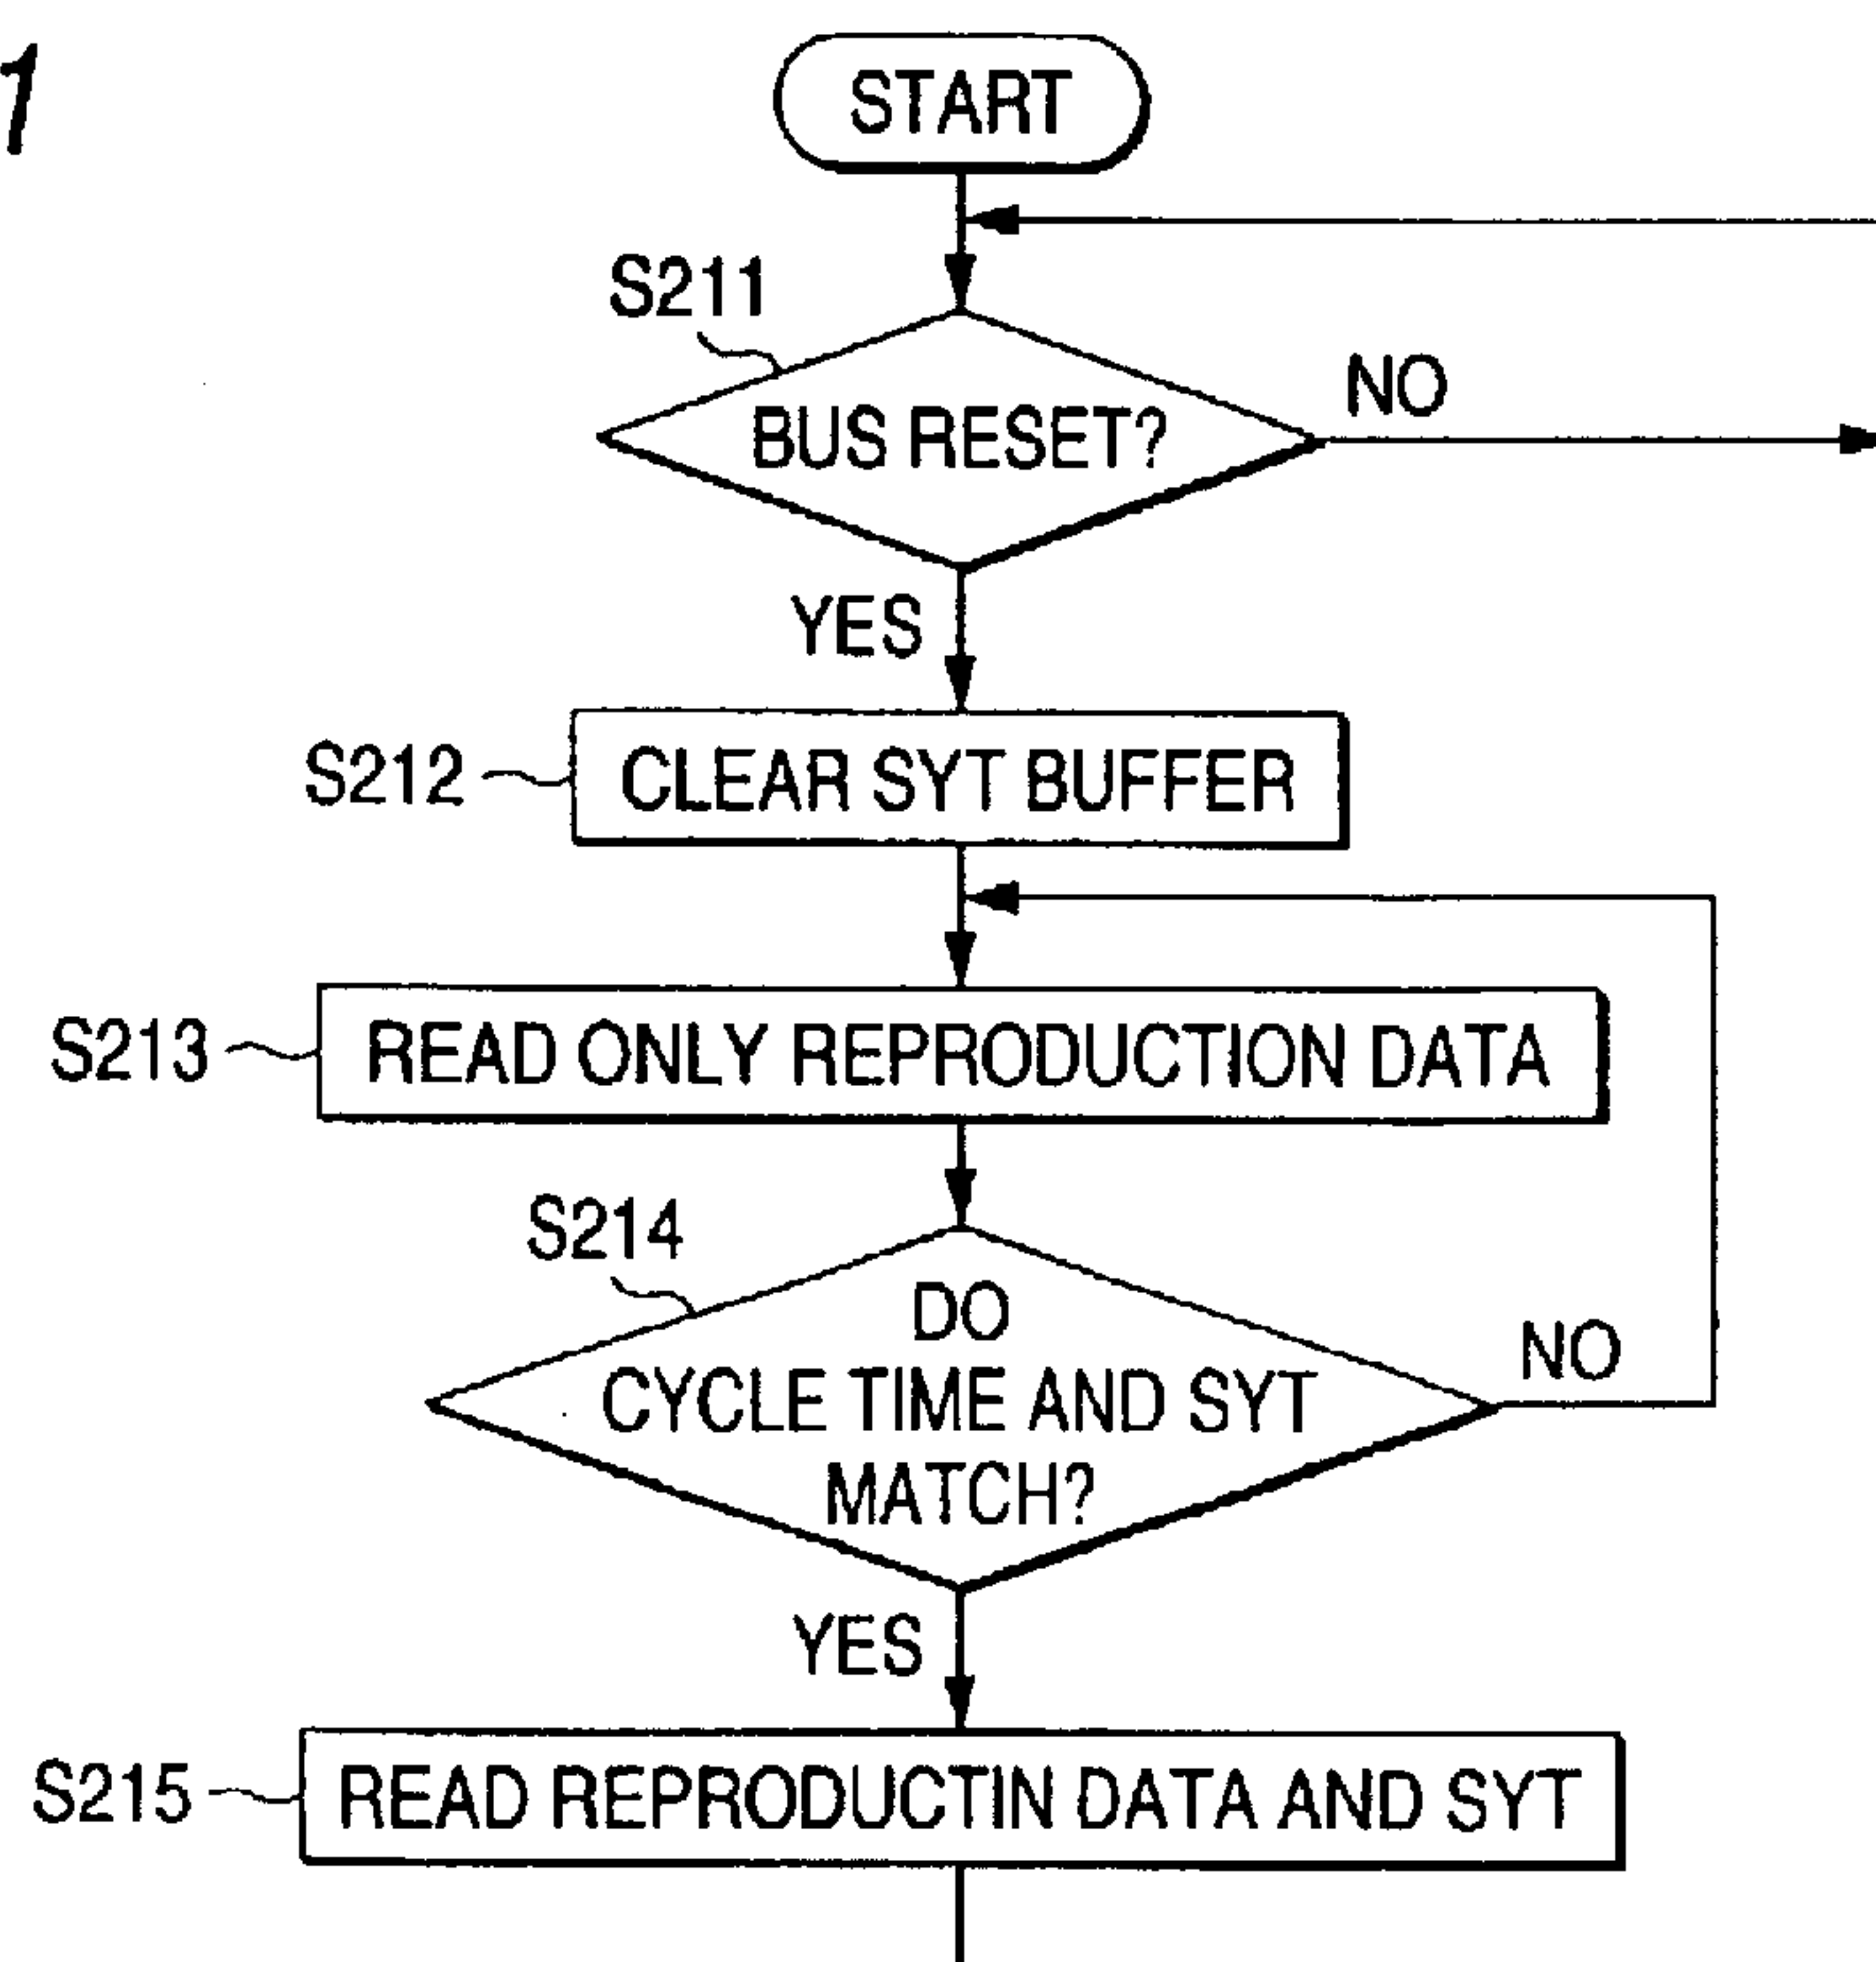 1
START
S211
BUS RESET?
NO
YES
S212
CLEAR SYT BUFFER
S213
READ ONLY REPRODUCTION DATA
S214
DO
CYCLE TIME AND SYT
MATCH?
NO
YES
S215
READ REPRODUCTIN DATA AND SYT